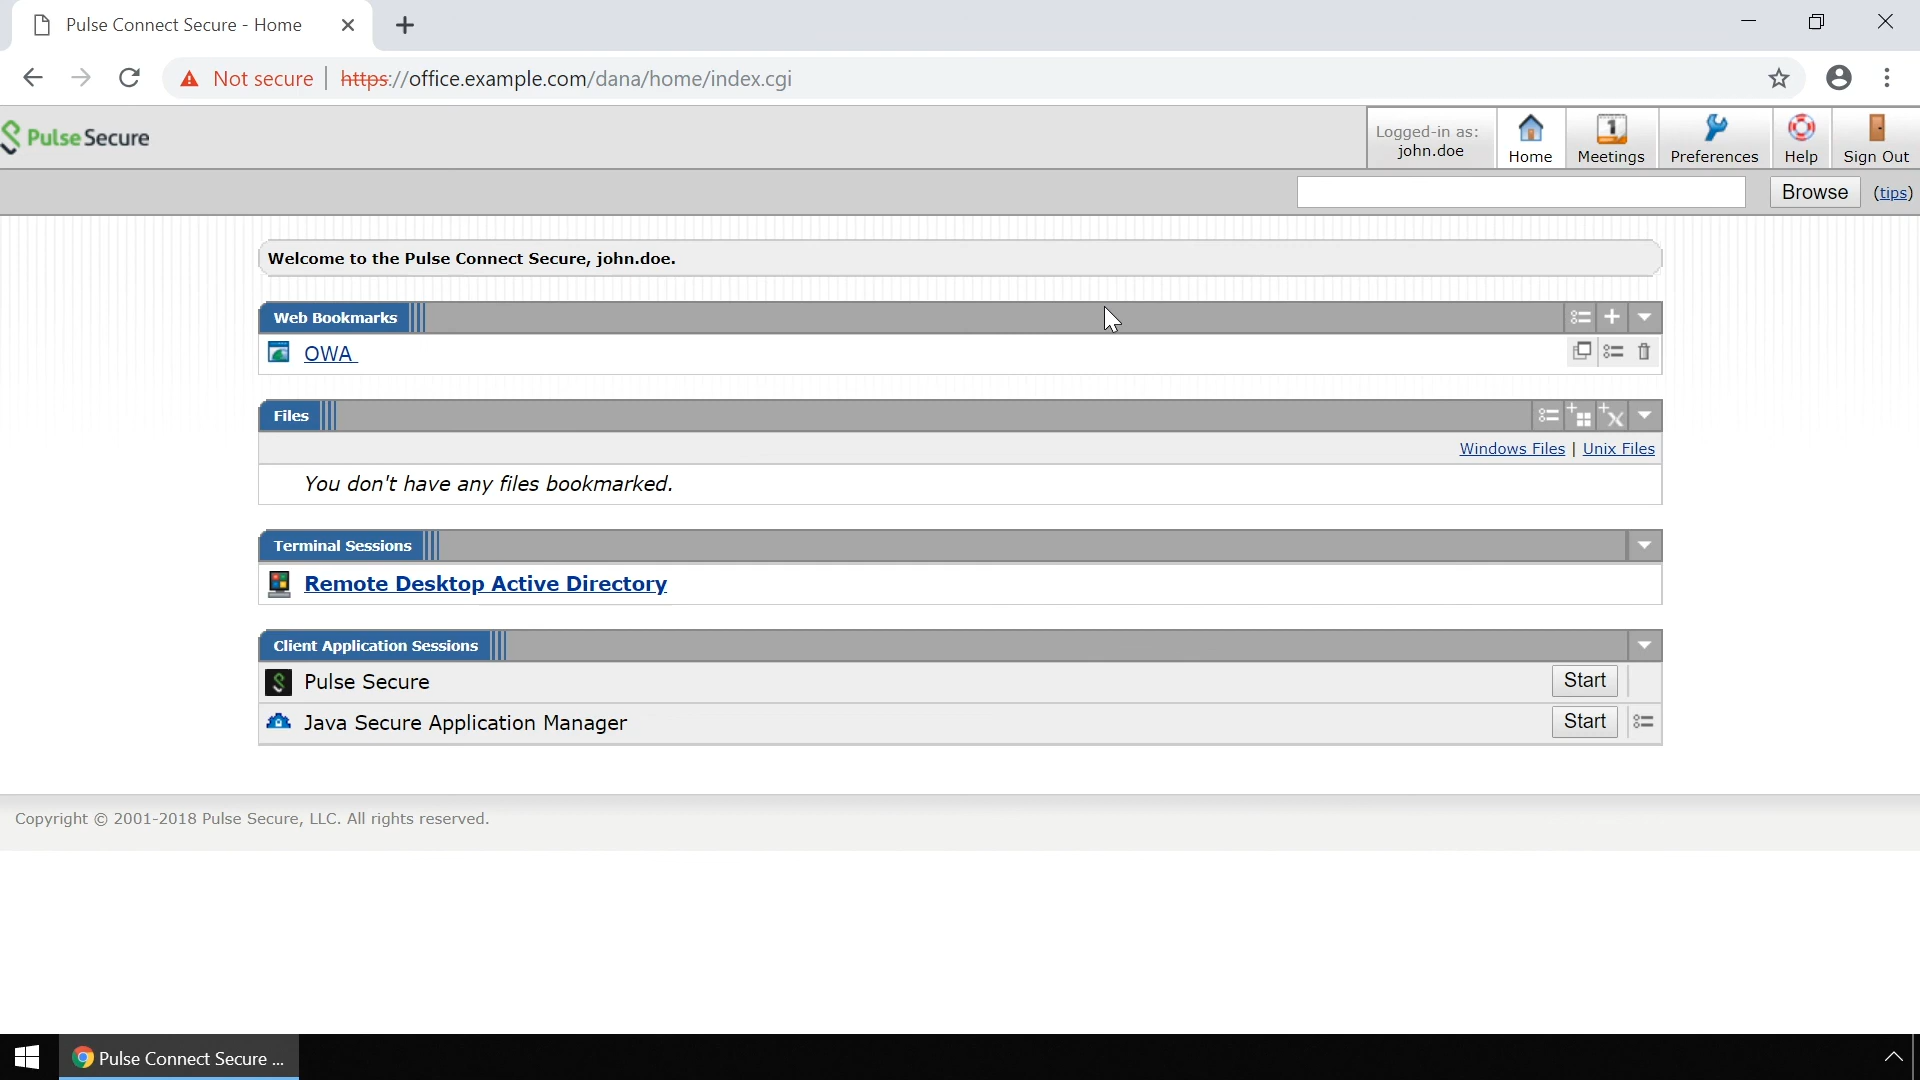 Pulse Connect Secure - Home
Not secure | https://office.example.com/dana/home/index.cgi
Pulse Secure
Logged-in as:
john.doe
Home
Meetings
Preferences
Help
Sign Out
1
Browse
(tips)
Welcome to the Pulse Connect Secure, john.doe.
Web Bookmarks
OWA
Files
Windows Files | Unix Files
You don't have any files bookmarked.
Terminal Sessions
Remote Desktop Active Directory
Client Application Sessions
Pulse Secure
Start
Java Secure Application Manager
Start
Copyright © 2001-2018 Pulse Secure, LLC. All rights reserved.
Pulse Connect Secure ...